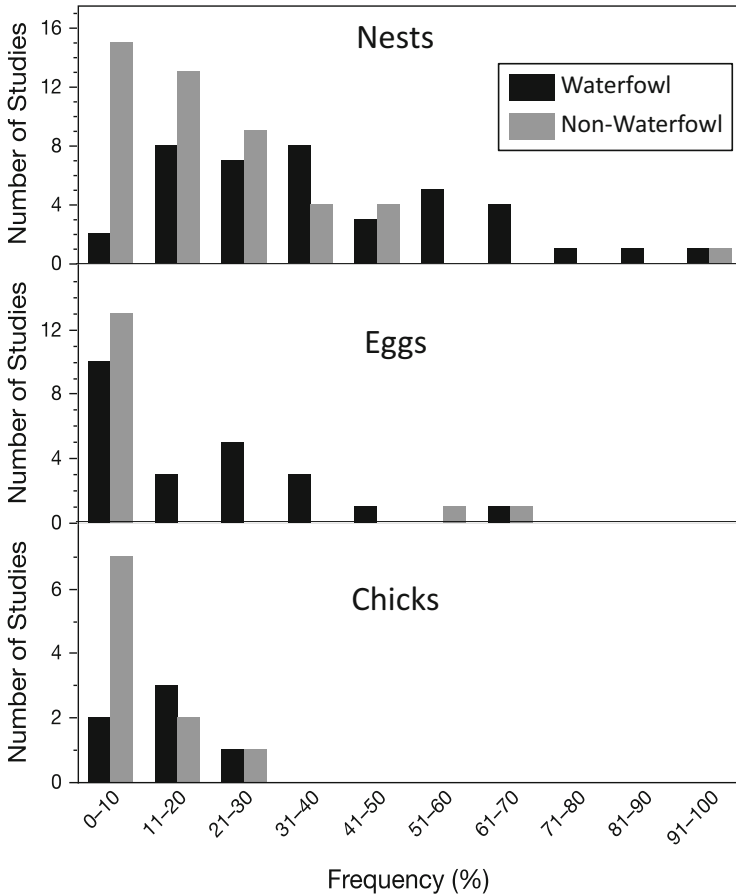 Nests
Waterfowl
Non-Waterfowl
Number of Studies
16
12
8
4
0
Eggs
Number of Studies
12
8
4
0
Chicks
Number of Studies
6
4
2
0
0–10
11–20
21–30
31–40
41–50
51–60
61–70
71–80
81–90
91–100
Frequency (%)